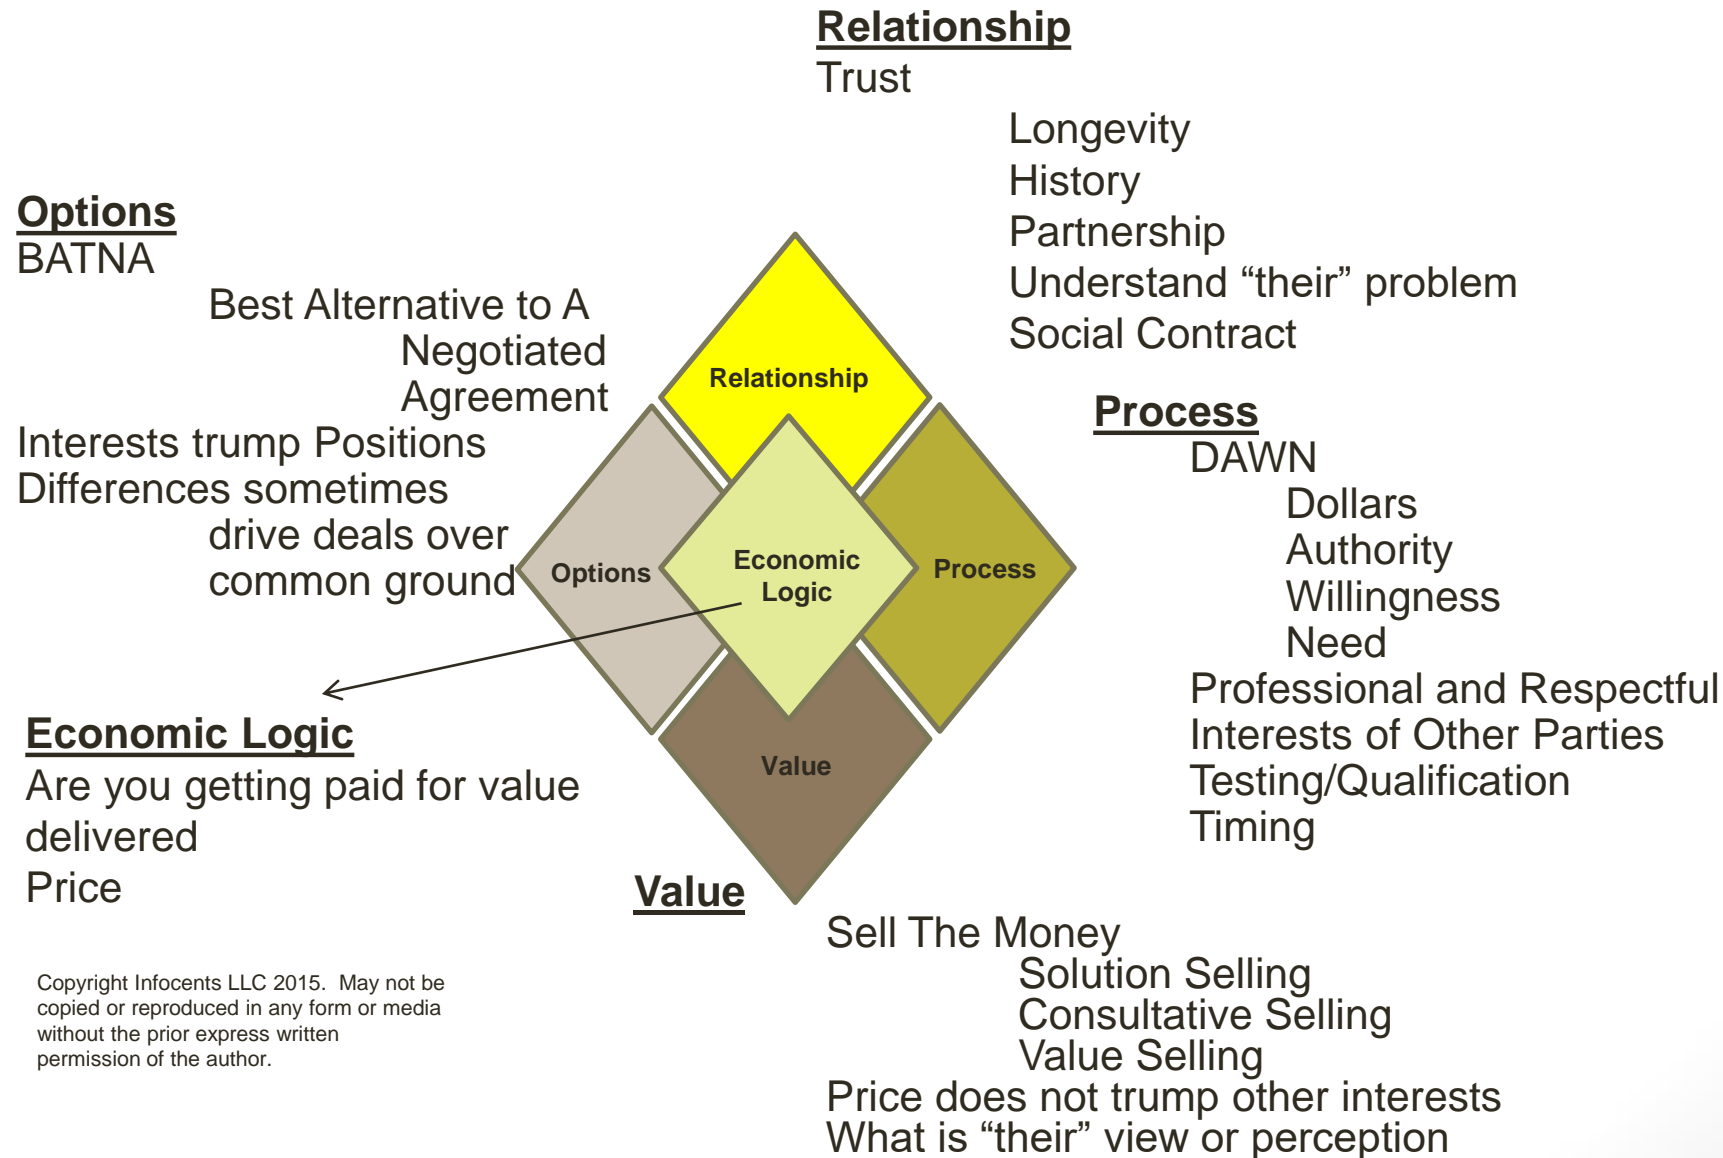 Relationship
Trust
Longevity
History
Partnership
Understand “their” problem
Social Contract
Options
BATNA
Best Alternative to A
Negotiated
Agreement
Interests trump Positions
Differences sometimes
drive deals over
common ground
Relationship
Options
Economic
Logic
Process
Value
Process
DAWN
Dollars
Authority
Willingness
Need
Professional and Respectful
Interests of Other Parties
Testing/Qualification
Timing
Economic Logic
Are you getting paid for value
delivered
Price
Value
Sell The Money
Solution Selling
Consultative Selling
Value Selling
Price does not trump other interests
What is “their” view or perception
Copyright Infocents LLC 2015.  May not be
copied or reproduced in any form or media
without the prior express written
permission of the author.